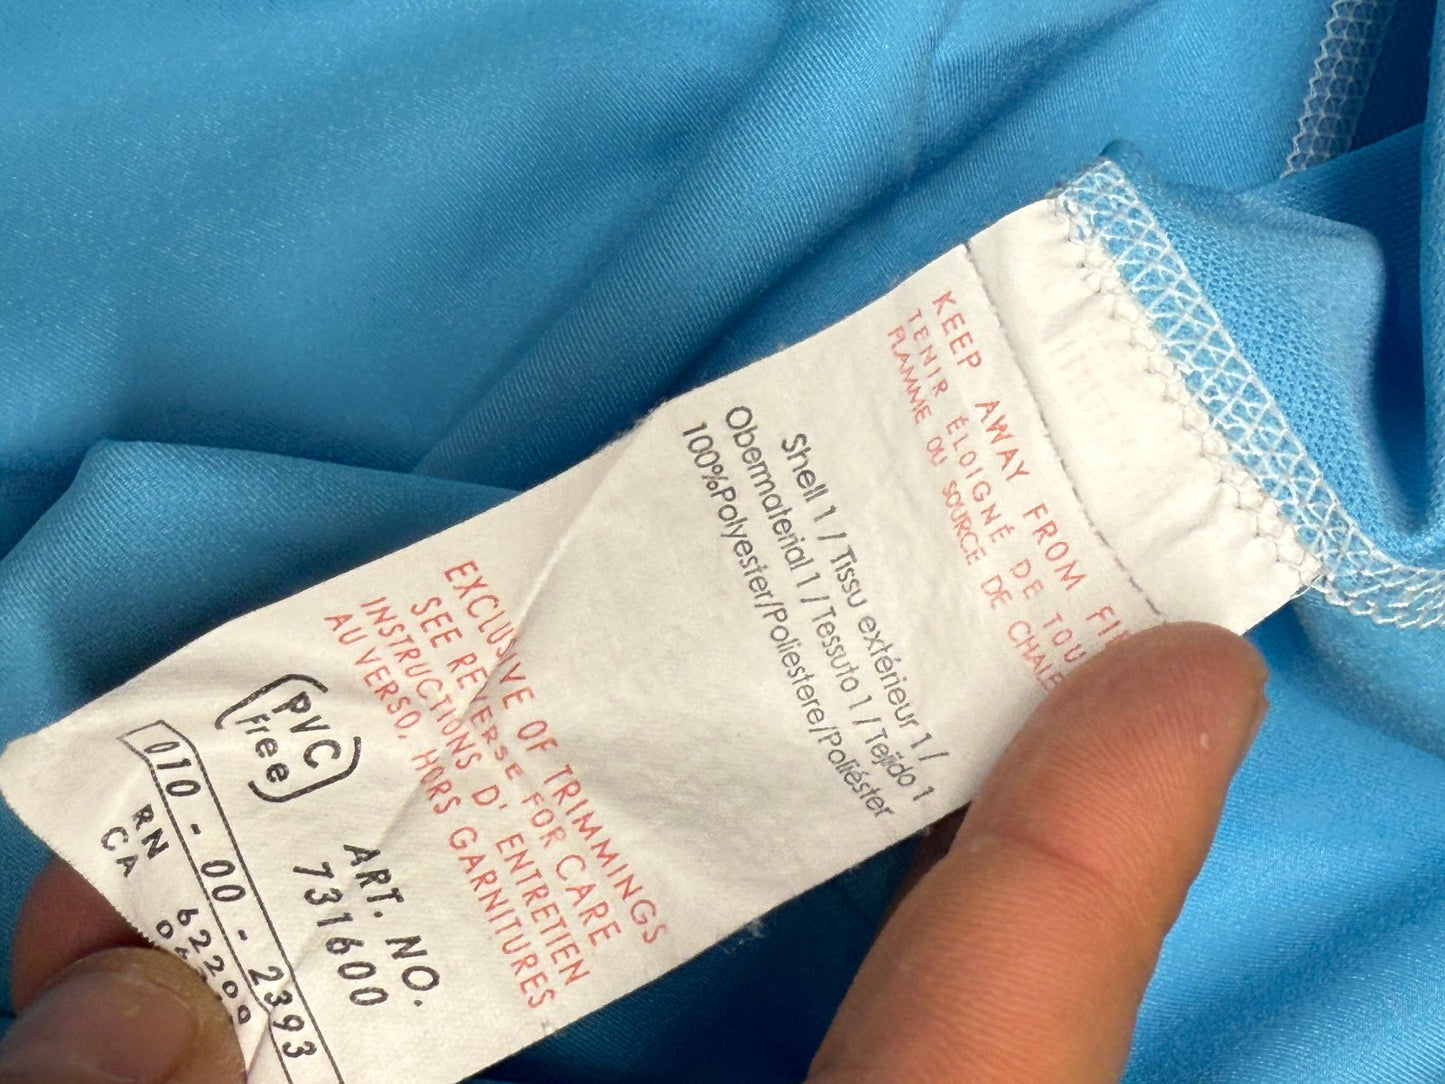 KEEP AWAY FROM
TENIR ÉLOIGNÉ DE TOU
FLAMME OU SOURCE DE
Shell 1 / Tissu extérieur 1 /
Obermaterial 1 / Tessuto 1 / Tejido 1
100%Polyester/Poliestere/Poliéster
EXCLUSIVE OF TRIMMINGS
SEE REVERSE FOR CARE
INSTRUCTIONS D' ENTRETIEN
AU VERSO, HORS GARNITURES
PVC
free
ART. NO.
731600
010 - 00 - 2393
RN 62209
CA